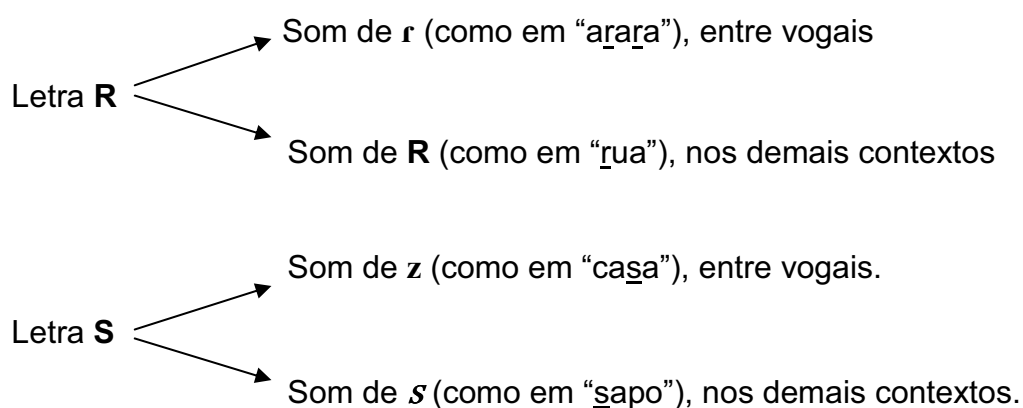 Som de ɾ (como em “arara”), entre vogais
Letra R
Som de R (como em “rua”), nos demais contextos
Som de z (como em “casa”), entre vogais.
Letra S
Som de s (como em “sapo”), nos demais contextos.